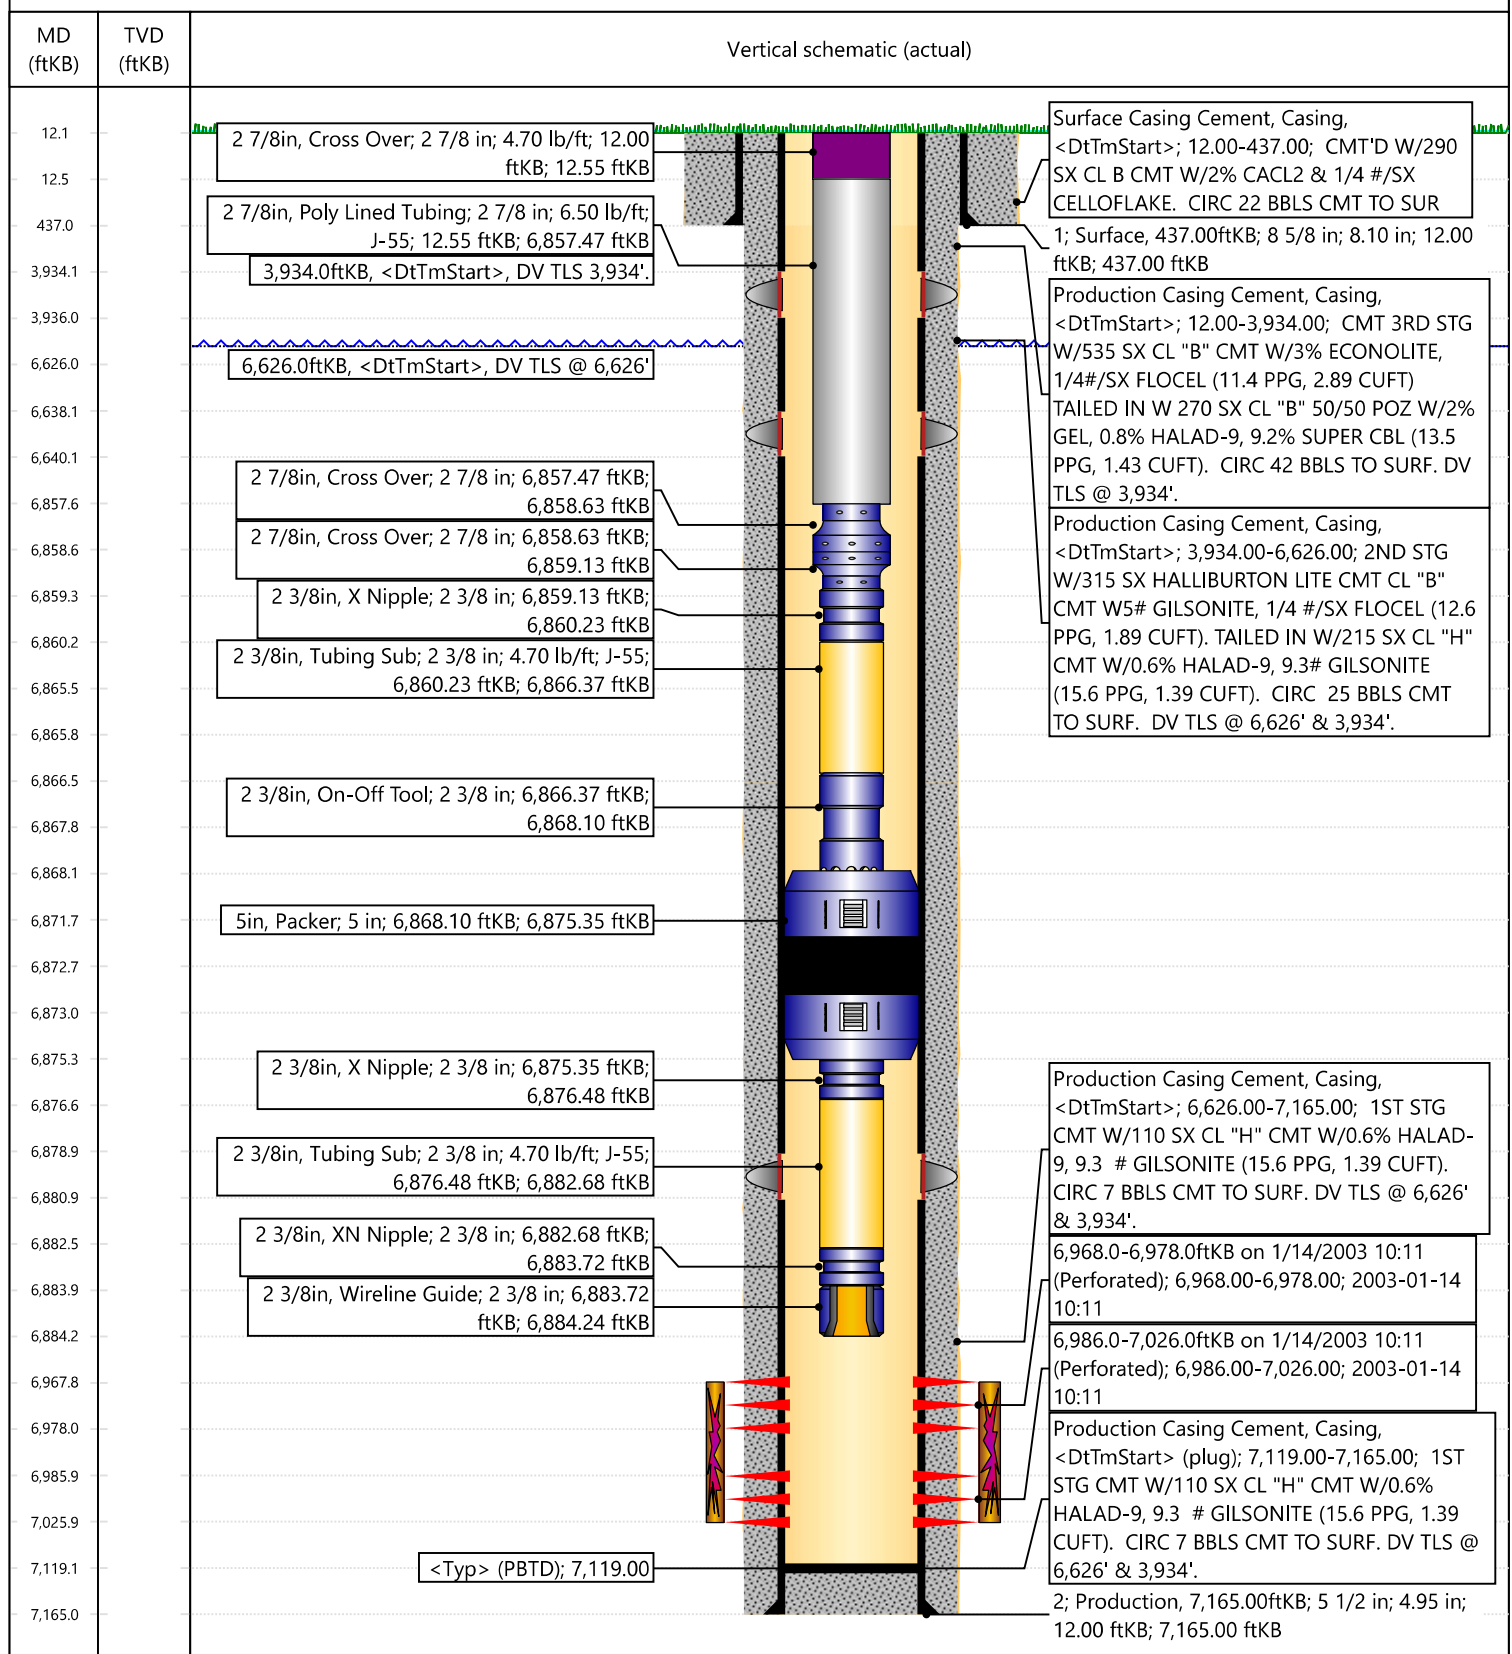 MD
(ftKB)
TVD
(ftKB)
Vertical schematic (actual)
12.1
12.5
437.0
3,934.1
3,936.0
6,626.0
6,638.1
6,640.1
6,857.6
6,858.6
6,859.3
6,860.2
6,865.5
6,865.8
6,866.5
6,867.8
6,868.1
6,871.7
6,872.7
6,873.0
6,875.3
6,876.6
6,878.9
6,880.9
6,882.5
6,883.9
6,884.2
6,967.8
6,978.0
6,985.9
7,025.9
7,119.1
7,165.0
2 7/8in, Cross Over; 2 7/8 in; 4.70 lb/ft; 12.00
ftKB; 12.55 ftKB
2 7/8in, Poly Lined Tubing; 2 7/8 in; 6.50 lb/ft;
J-55; 12.55 ftKB; 6,857.47 ftKB
3,934.0ftKB, <DtTmStart>, DV TLS 3,934'.
6,626.0ftKB, <DtTmStart>, DV TLS @ 6,626'
2 7/8in, Cross Over; 2 7/8 in; 6,857.47 ftKB;
6,858.63 ftKB
2 7/8in, Cross Over; 2 7/8 in; 6,858.63 ftKB;
6,859.13 ftKB
2 3/8in, X Nipple; 2 3/8 in; 6,859.13 ftKB;
6,860.23 ftKB
2 3/8in, Tubing Sub; 2 3/8 in; 4.70 lb/ft; J-55;
6,860.23 ftKB; 6,866.37 ftKB
2 3/8in, On-Off Tool; 2 3/8 in; 6,866.37 ftKB;
6,868.10 ftKB
5in, Packer; 5 in; 6,868.10 ftKB; 6,875.35 ftKB
2 3/8in, X Nipple; 2 3/8 in; 6,875.35 ftKB;
6,876.48 ftKB
2 3/8in, Tubing Sub; 2 3/8 in; 4.70 lb/ft; J-55;
6,876.48 ftKB; 6,882.68 ftKB
2 3/8in, XN Nipple; 2 3/8 in; 6,882.68 ftKB;
6,883.72 ftKB
2 3/8in, Wireline Guide; 2 3/8 in; 6,883.72
ftKB; 6,884.24 ftKB
<Typ> (PBTD); 7,119.00
Surface Casing Cement, Casing,
<DtTmStart>; 12.00-437.00;  CMT'D W/290
SX CL B CMT W/2% CACL2 & 1/4 #/SX
CELLOFLAKE.  CIRC 22 BBLS CMT TO SUR
1; Surface, 437.00ftKB; 8 5/8 in; 8.10 in; 12.00
ftKB; 437.00 ftKB
Production Casing Cement, Casing,
<DtTmStart>; 12.00-3,934.00;  CMT 3RD STG
W/535 SX CL "B" CMT W/3% ECONOLITE,
1/4#/SX FLOCEL (11.4 PPG, 2.89 CUFT)
TAILED IN W 270 SX CL "B" 50/50 POZ W/2%
GEL, 0.8% HALAD-9, 9.2% SUPER CBL (13.5
PPG, 1.43 CUFT).  CIRC 42 BBLS TO SURF. DV
TLS @ 3,934'.
Production Casing Cement, Casing,
<DtTmStart>; 3,934.00-6,626.00; 2ND STG
W/315 SX HALLIBURTON LITE CMT CL "B"
CMT W5# GILSONITE, 1/4 #/SX FLOCEL (12.6
PPG, 1.89 CUFT). TAILED IN W/215 SX CL "H"
CMT W/0.6% HALAD-9, 9.3# GILSONITE
(15.6 PPG, 1.39 CUFT).  CIRC  25 BBLS CMT
TO SURF.  DV TLS @ 6,626' & 3,934'.
Production Casing Cement, Casing,
<DtTmStart>; 6,626.00-7,165.00;  1ST STG
CMT W/110 SX CL "H" CMT W/0.6% HALAD-
9, 9.3  # GILSONITE (15.6 PPG, 1.39 CUFT).
CIRC 7 BBLS CMT TO SURF. DV TLS @ 6,626'
& 3,934'.
6,968.0-6,978.0ftKB on 1/14/2003 10:11
(Perforated); 6,968.00-6,978.00; 2003-01-14
10:11
6,986.0-7,026.0ftKB on 1/14/2003 10:11
(Perforated); 6,986.00-7,026.00; 2003-01-14
10:11
Production Casing Cement, Casing,
<DtTmStart> (plug); 7,119.00-7,165.00;  1ST
STG CMT W/110 SX CL "H" CMT W/0.6%
HALAD-9, 9.3  # GILSONITE (15.6 PPG, 1.39
CUFT).  CIRC 7 BBLS CMT TO SURF. DV TLS @
6,626' & 3,934'.
2; Production, 7,165.00ftKB; 5 1/2 in; 4.95 in;
12.00 ftKB; 7,165.00 ftKB